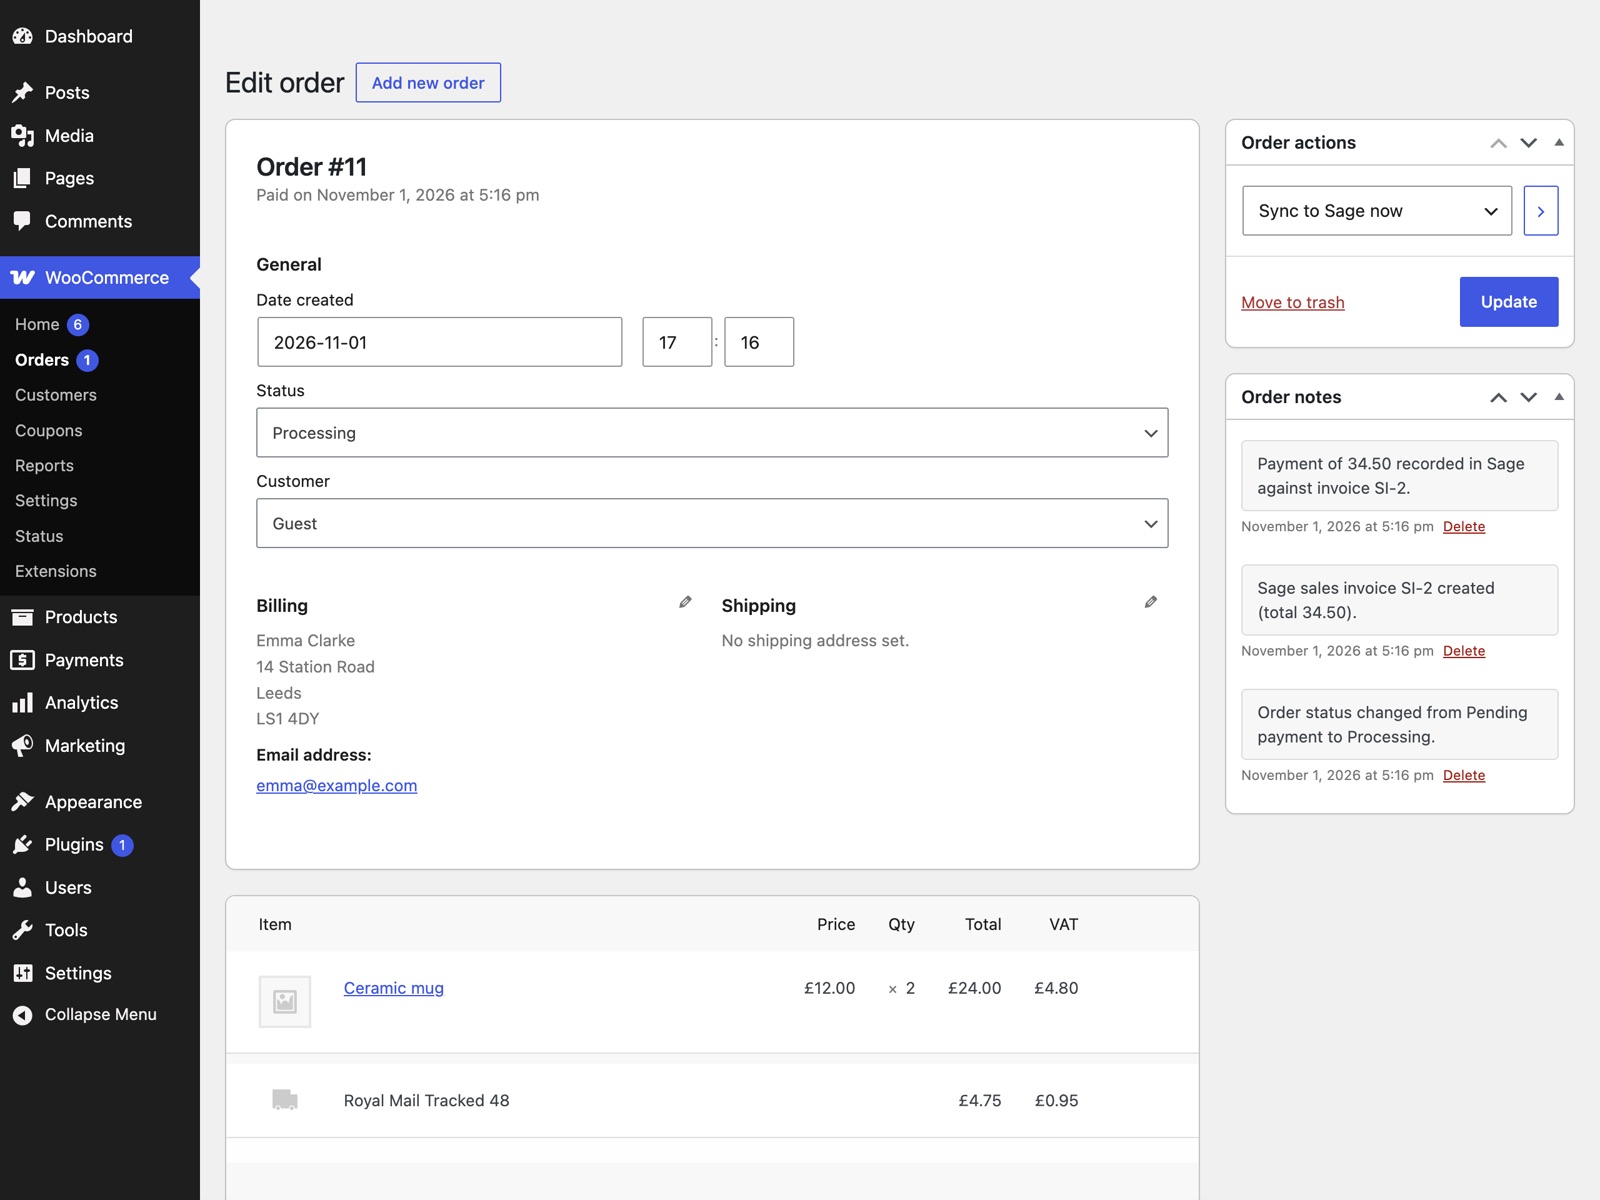 Dashboard
Posts
Media
Pages
Comments
WooCommerce
Home 6
Orders 1
Customers
Coupons
Reports
Settings
Status
Extensions
Products
Payments
Analytics
Marketing
Appearance
Plugins 1
Users
Tools
Settings
Collapse Menu
Edit order
Add new order
Order #11
Paid on November 1, 2026 at 5:16 pm
General
Date created
2026-11-01
17 : 16
Status
Processing
Customer
Guest
Billing
Emma Clarke
14 Station Road
Leeds
LS1 4DY
Email address:
emma@example.com
Shipping
No shipping address set.
Item Price Qty Total VAT
Ceramic mug £12.00 × 2 £24.00 £4.80
Royal Mail Tracked 48 £4.75 £0.95
Order actions
Sync to Sage now
Move to trash
Update
Order notes
Payment of 34.50 recorded in Sage
against invoice SI-2.
November 1, 2026 at 5:16 pm Delete
Sage sales invoice SI-2 created
(total 34.50).
November 1, 2026 at 5:16 pm Delete
Order status changed from Pending
payment to Processing.
November 1, 2026 at 5:16 pm Delete